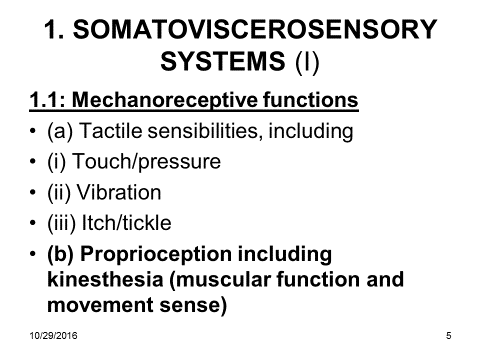 1. SOMATOVISCEROSENSORY
SYSTEMS (I)
1.1: Mechanoreceptive functions
• (a) Tactile sensibilities, including
• (i) Touch/pressure
• (ii) Vibration
• (iii) Itch/tickle
• (b) Proprioception including
kinesthesia (muscular function and
movement sense)
10/29/2016 5